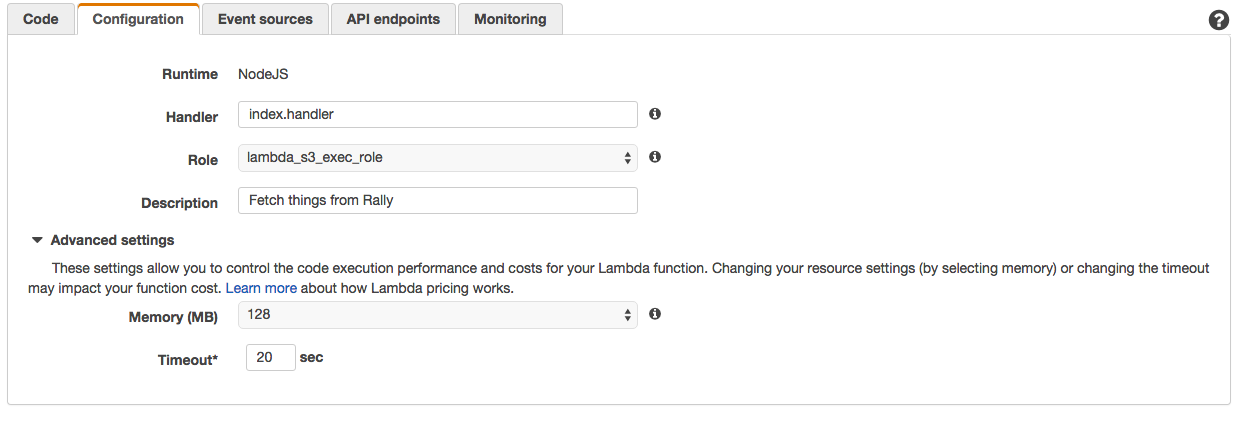 Code Configuration Event sources API endpoints Monitoring
Runtime NodeJS
Handler index.handler
Role lambda_s3_exec_role
Description Fetch things from Rally
Advanced settings
These settings allow you to control the code execution performance and costs for your Lambda function. Changing your resource settings (by selecting memory) or changing the timeout
may impact your function cost. Learn more about how Lambda pricing works.
Memory (MB) 128
Timeout* 20 sec